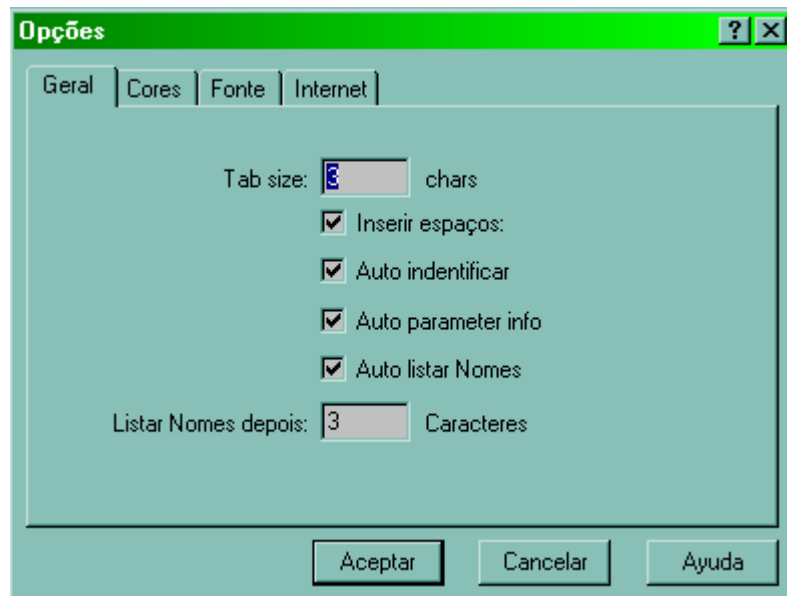 Opções
Geral Cores Fonte Internet
Tab size: 3 chars
Inserir espaços:
Auto indentificar
Auto parameter info
Auto listar Nomes
Listar Nomes depois: 3 Caracteres
Aceptar Cancelar Ayuda